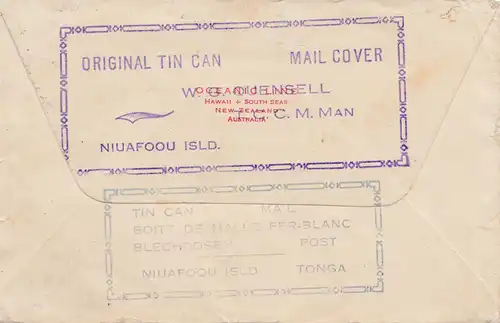 ORIGINAL TIN CAN MAIL COVER
W. G. QUENSELL
OCEANIC LINE
HAWAII + SOUTH SEAS
NEW ZEALAND
AUSTRALIA
T. C. M. MAN
NIUAFOOU ISLD.
TIN CAN MAIL
BOITE DE MALLE FER-BLANC
BLECHDOSEN POST
NIUAFOOU ISLD TONGA